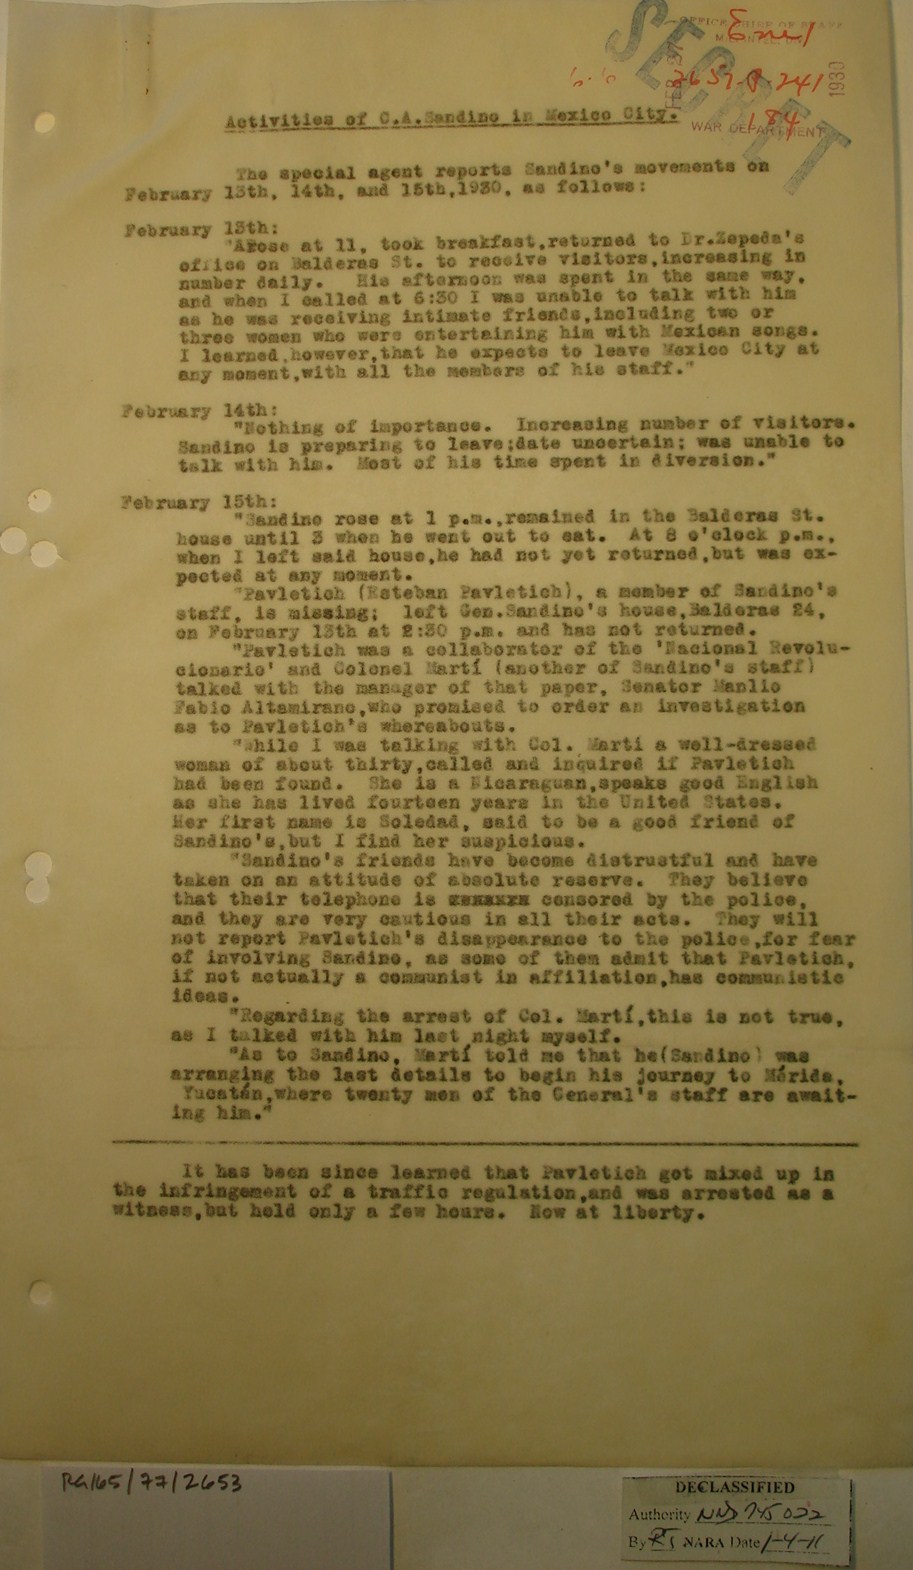 OFFICE CHIEF OF STAFF
SECRET
Encl
2657-P-241
184
FEB 27 1930
WAR DEPARTMENT
Activities of C.A.Sandino in Mexico City.
The special agent reports Sandino's movements on
February 13th, 14th, and 15th,1930, as follows:
February 13th:
"Arose at 11, took breakfast,returned to Dr.Zepeda's
office on Balderas St. to receive visitors,increasing in
number daily. His afternoon was spent in the same way,
and when I called at 6:30 I was unable to talk with him
as he was receiving intimate friends,including two or
three women who were entertaining him with Mexican songs.
I learned,however,that he expects to leave Mexico City at
any moment,with all the members of his staff."
February 14th:
"Nothing of importance. Increasing number of visitors.
Sandino is preparing to leave;date uncertain; was unable to
talk with him. Most of his time spent in diversion."
February 15th:
"Sandino rose at 1 p.m.,remained in the Balderas St.
house until 3 when he went out to eat. At 8 o'clock p.m.,
when I left said house,he had not yet returned,but was ex-
pected at any moment.
"Pavletich (Esteban Pavletich), a member of Sandino's
staff, is missing; left Gen.Sandino's house,Balderas 24,
on February 13th at 2:30 p.m. and has not returned.
"Pavletich was a collaborator of the 'Nacional Revolu-
cionario' and Colonel Martí (another of Sandino's staff)
talked with the manager of that paper, Senator Manlio
Fabio Altamirano,who promised to order an investigation
as to Pavletich's whereabouts.
"While I was talking with Col. Marti a well-dressed
woman of about thirty,called and inquired if Pavletich
had been found. She is a Nicaraguan,speaks good English
as she has lived fourteen years in the United States.
Her first name is Soledad, said to be a good friend of
Sandino's,but I find her suspicious.
"Sandino's friends have become distrustful and have
taken on an attitude of absolute reserve. They believe
that their telephone is censored by the police,
and they are very cautious in all their acts. They will
not report Pavletich's disappearance to the police,for fear
of involving Sandino, as some of them admit that Pavletich,
if not actually a communist in affiliation,has communistic
ideas.
"Regarding the arrest of Col. Martí,this is not true,
as I talked with him last night myself.
"As to Sandino, Martí told me that he(Sandino) was
arranging the last details to begin his journey to Mérida,
Yucatán,where twenty men of the General's staff are await-
ing him."
It has been since learned that Pavletich got mixed up in
the infringement of a traffic regulation,and was arrested as a
witness,but held only a few hours. Now at liberty.
RG165/77/2653
DECLASSIFIED
Authority NND 745022
By NARA Date 1-4-11